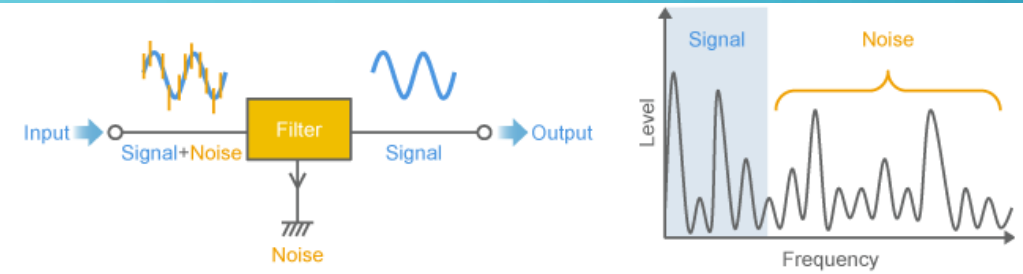 Input
Signal+Noise
Filter
Signal
Output
Noise
Level
Signal
Noise
Frequency